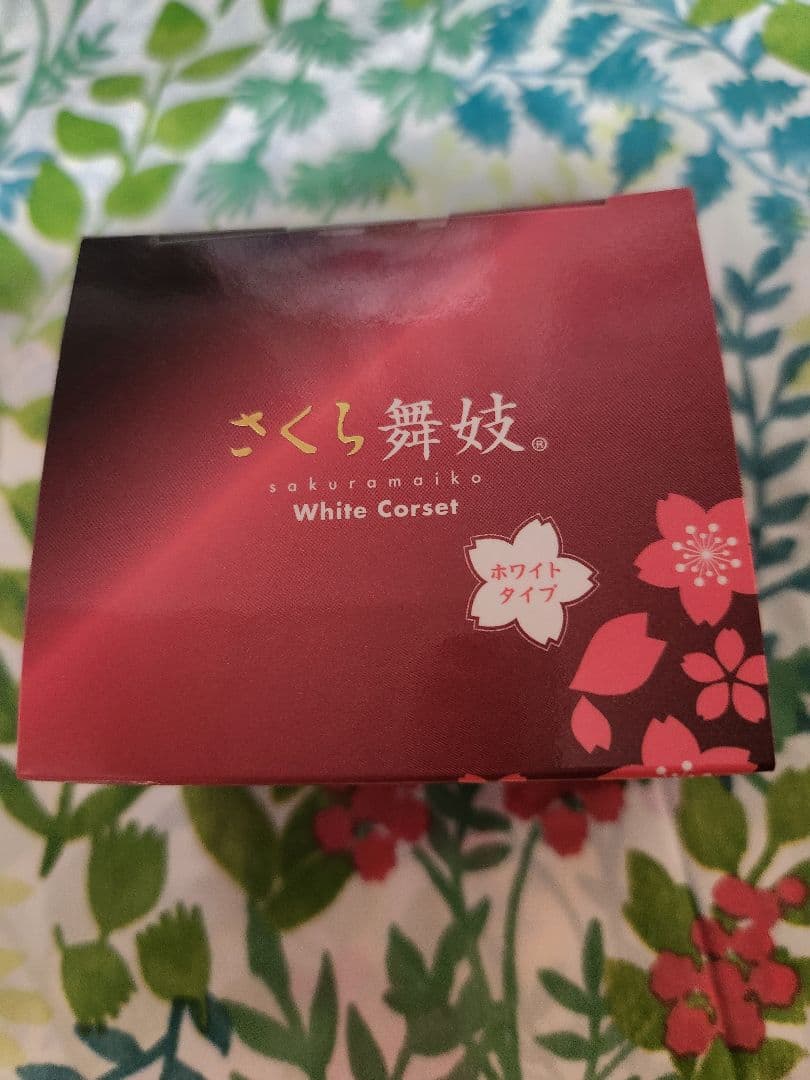 さくら舞妓®
sakuramaiko
White Corset
ホワイト
タイプ